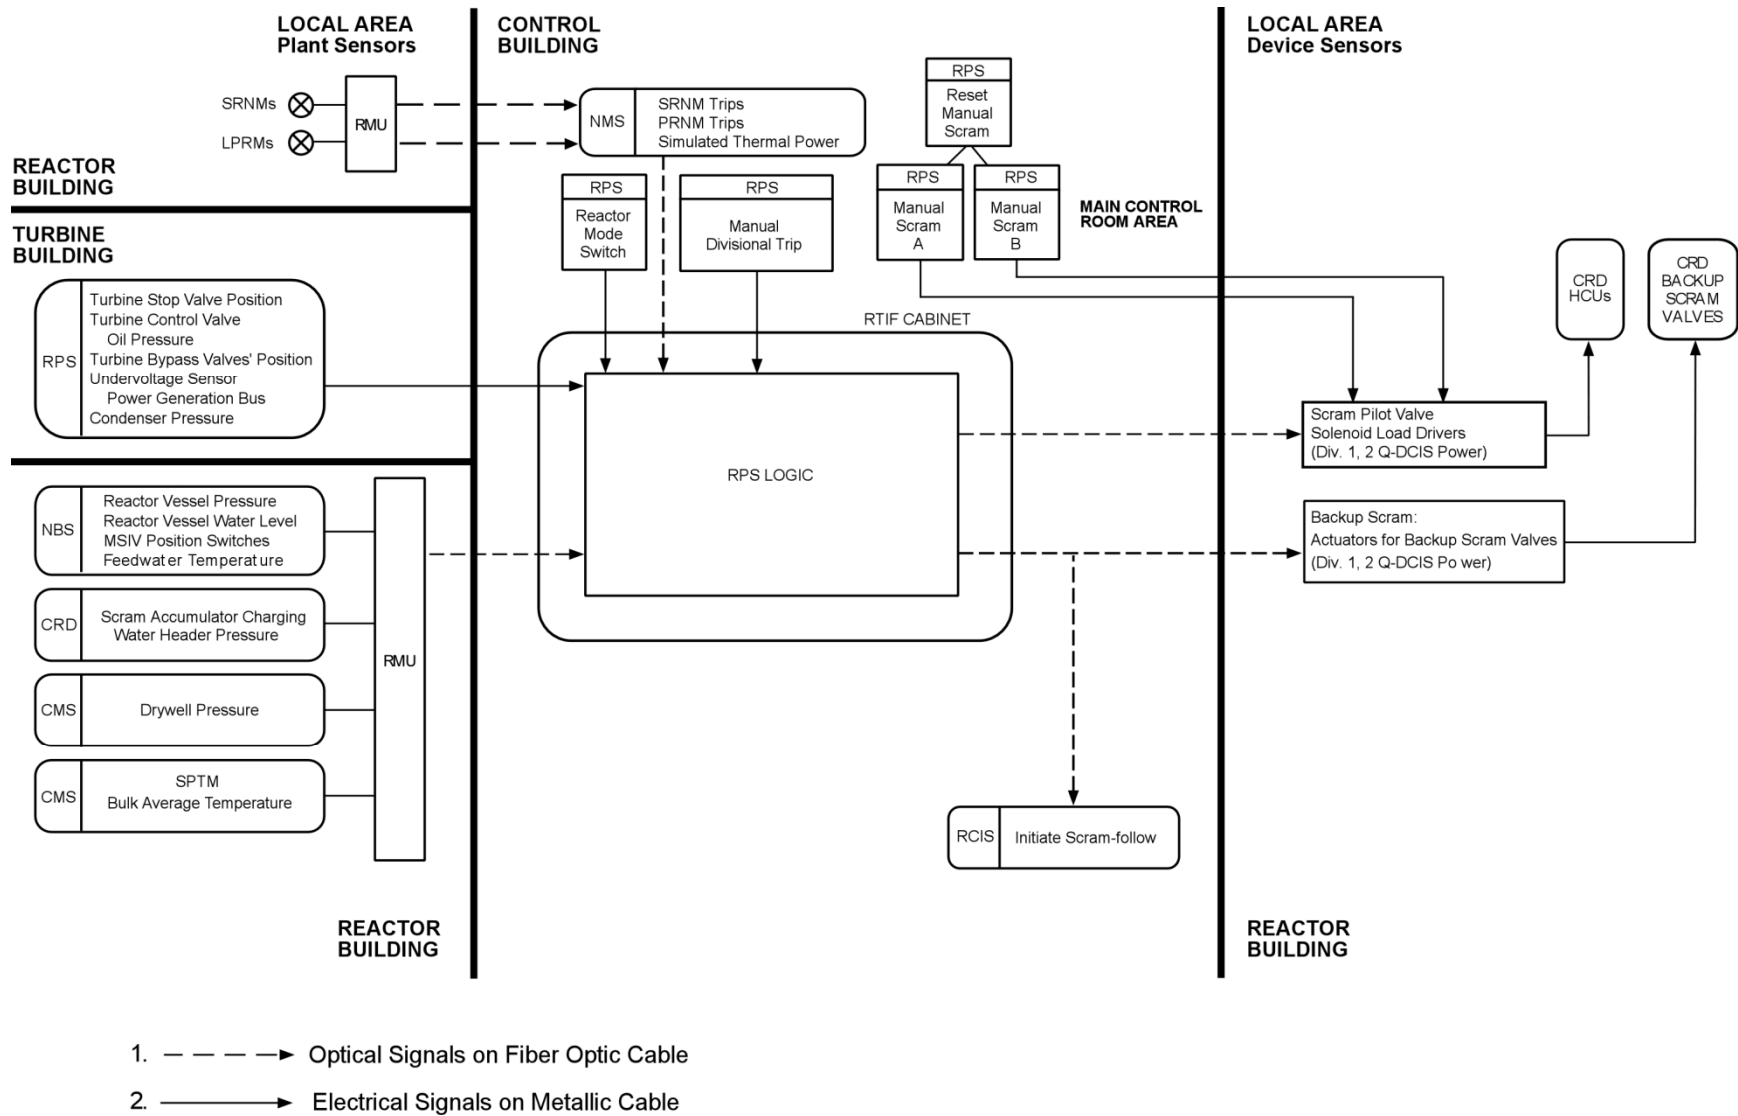 LOCAL AREA
Plant Sensors
CONTROL
BUILDING
LOCAL AREA
Device Sensors
SRNMs
LPRMs
RMU
REACTOR
BUILDING
NMS
SRNM Trips
PRNM Trips
Simulated Thermal Power
RPS
Reset
Manual
Scram
RPS
Reactor
Mode
Switch
RPS
Manual
Divisional Trip
RPS
Manual
Scram
A
RPS
Manual
Scram
B
MAIN CONTROL
ROOM AREA
TURBINE
BUILDING
RPS
Turbine Stop Valve Position
Turbine Control Valve
Oil Pressure
Turbine Bypass Valves' Position
Undervoltage Sensor
Power Generation Bus
Condenser Pressure
RTIF CABINET
RPS LOGIC
CRD
HCUs
CRD
BACKUP
SCRAM
VALVES
Scram Pilot Valve
Solenoid Load Drivers
(Div. 1, 2 Q-DCIS Power)
Backup Scram:
Actuators for Backup Scram Valves
(Div. 1, 2 Q-DCIS Po wer)
NBS
Reactor Vessel Pressure
Reactor Vessel Water Level
MSIV Position Switches
Feedwater Temperature
CRD
Scram Accumulator Charging
Water Header Pressure
CMS
Drywell Pressure
CMS
SPTM
Bulk Average Temperature
RMU
RCIS
Initiate Scram-follow
REACTOR
BUILDING
REACTOR
BUILDING
1. Optical Signals on Fiber Optic Cable
2. Electrical Signals on Metallic Cable